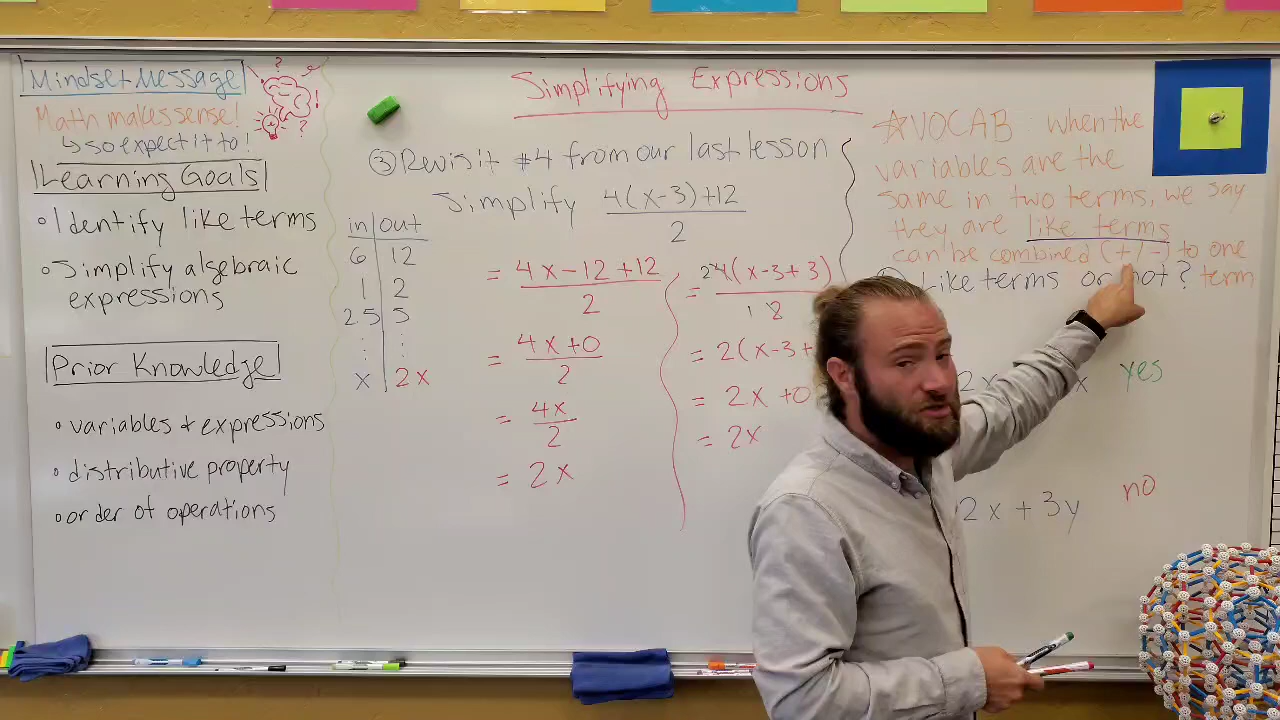 Mindset Message
Math makes sense!
↳ so expect it to!
Learning Goals
• Identify like terms
• Simplify algebraic
expressions
Prior Knowledge
• variables + expressions
• distributive property
• order of operations
Simplifying Expressions
③ Revisit #4 from our last lesson
Simplify 4(x-3)+12
2
in | out
6 | 12
1 | 2
2.5 | 5
⋮ | ⋮
x | 2x
= 4x-12+12
2
= 4x+0
2
= 4x
2
= 2x
= 4(x-3+3)
2
1
= 2(x-3+
= 2x+0
= 2x
☆VOCAB when the
variables are the
same in two terms, we say
they are like terms
can be combined (+/-) to one
term
Like terms or not?
2x x yes
2x + 3y no